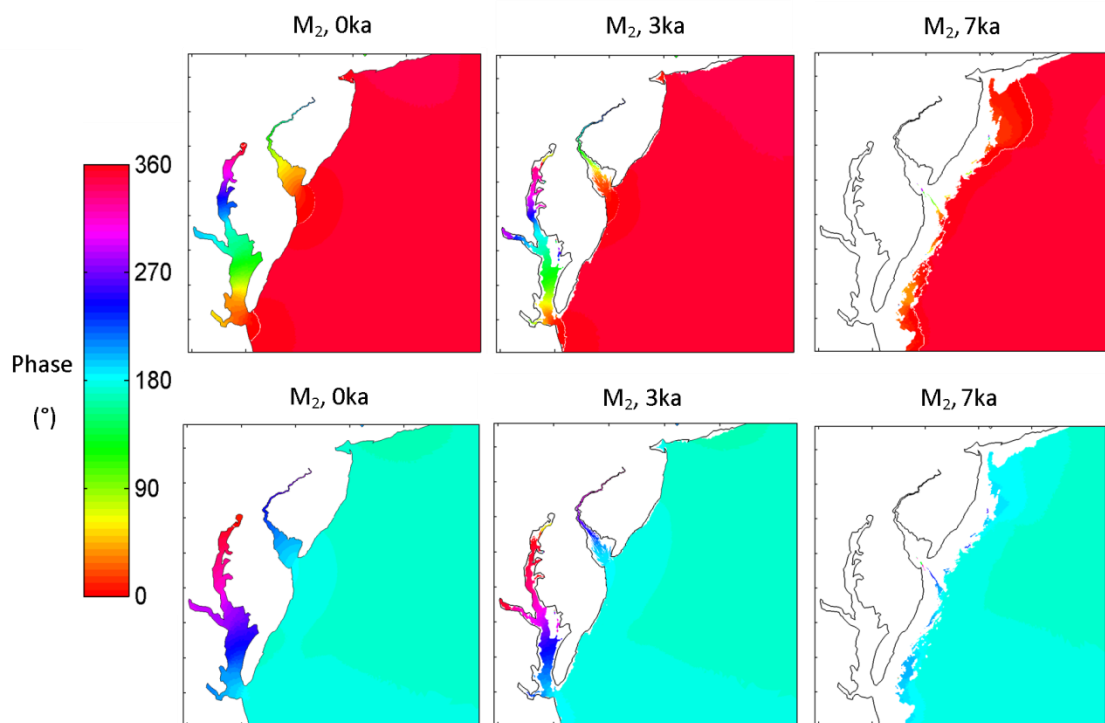 M₂, 0ka
M₂, 3ka
M₂, 7ka
360
270
180
90
0
Phase
(°)
M₂, 0ka
M₂, 3ka
M₂, 7ka